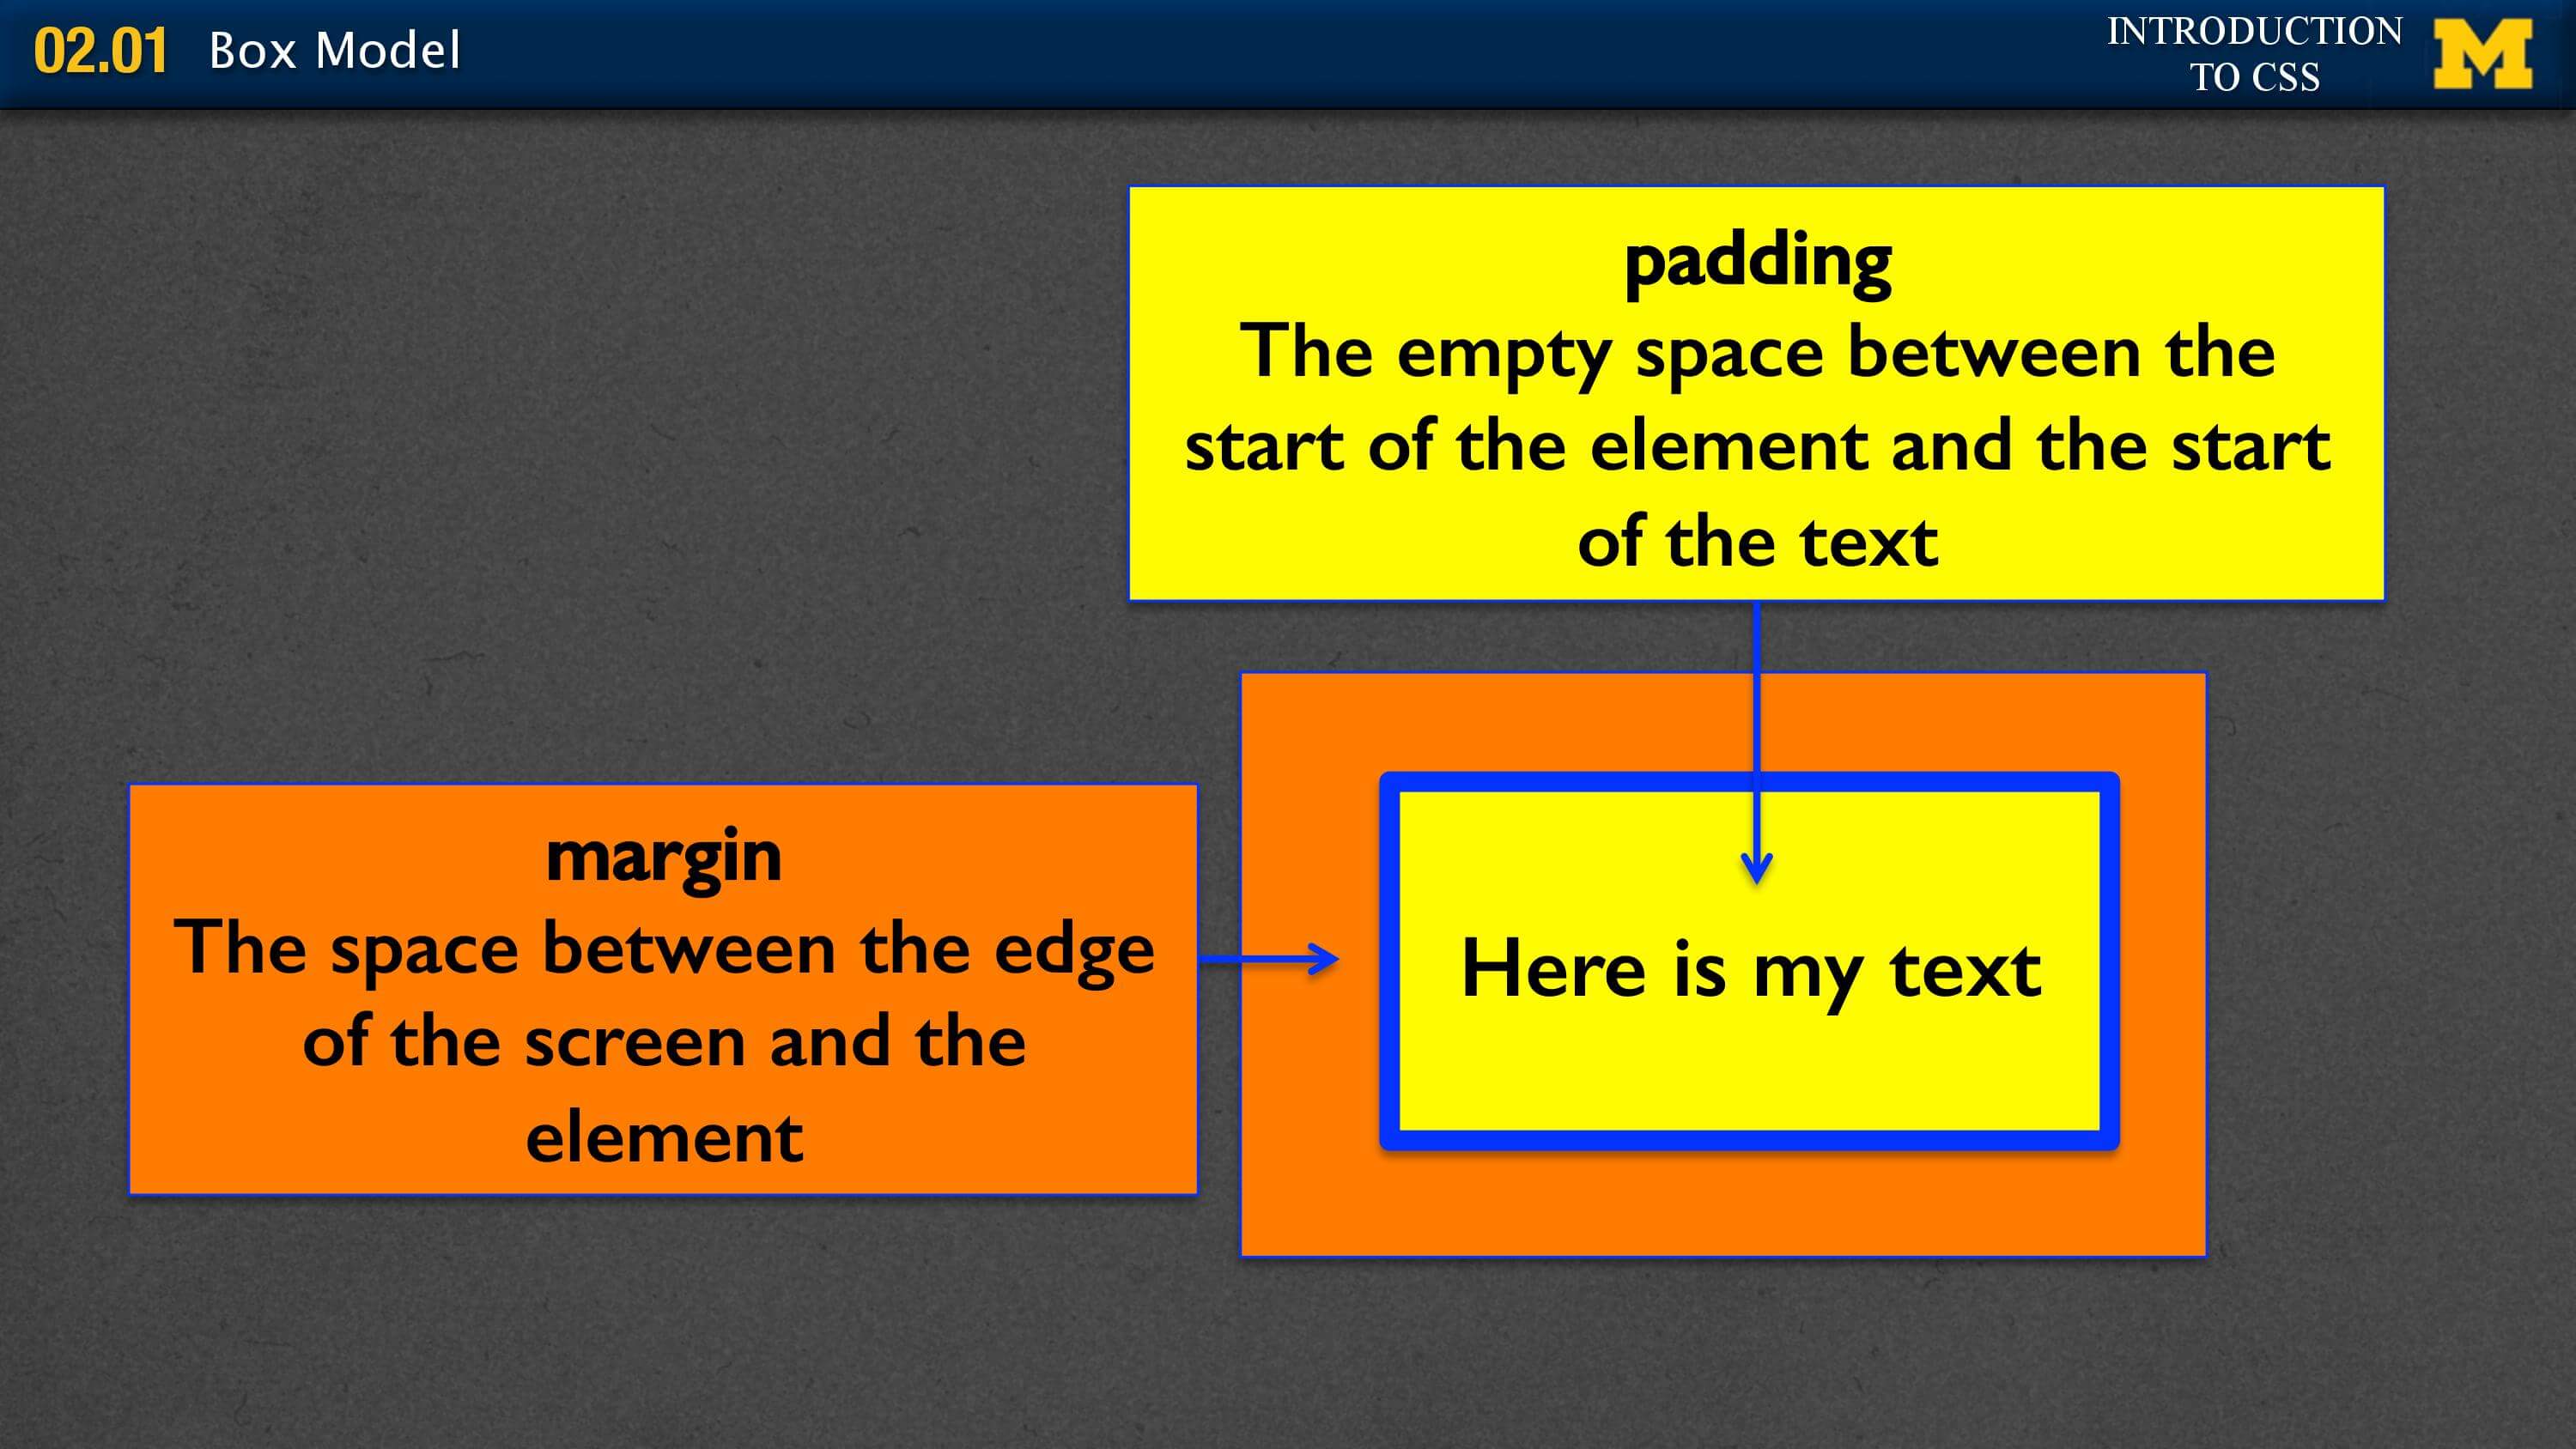 02.01 Box Model
INTRODUCTION
TO CSS
M
padding
The empty space between the
start of the element and the start
of the text
margin
The space between the edge
of the screen and the
element
Here is my text